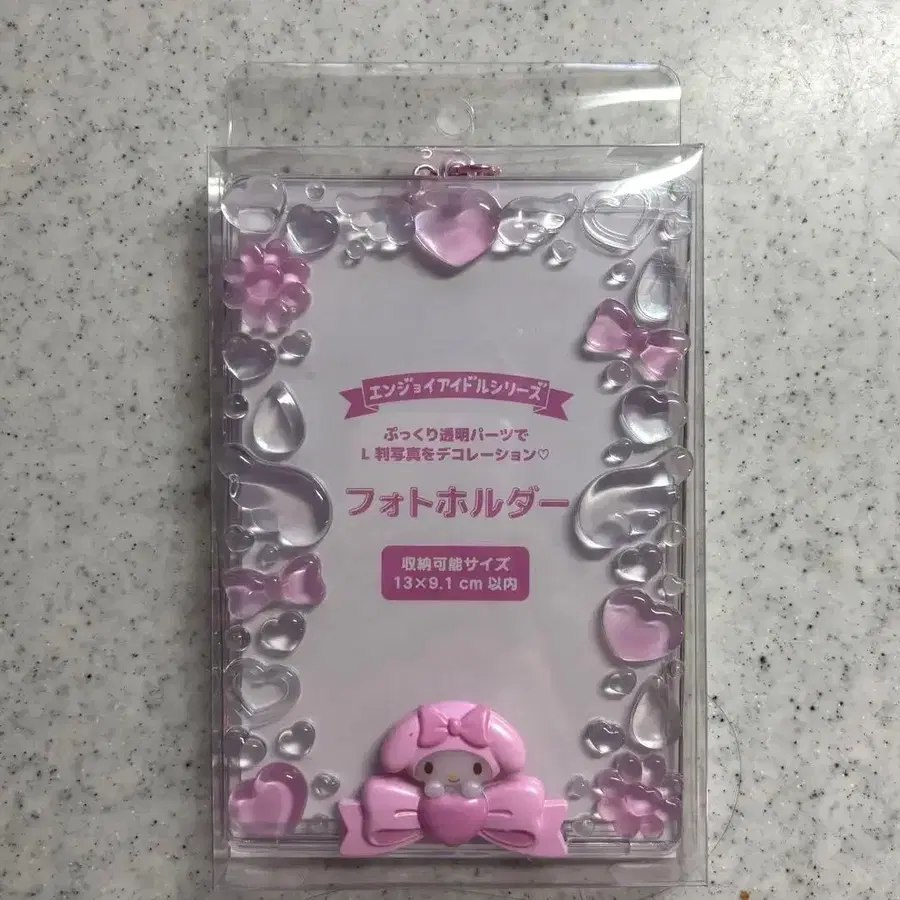 エンジョイアイドルシリーズ
ぷっくり透明パーツで
L判写真をデコレーション♡
フォトホルダー
収納可能サイズ
13×9.1cm以内